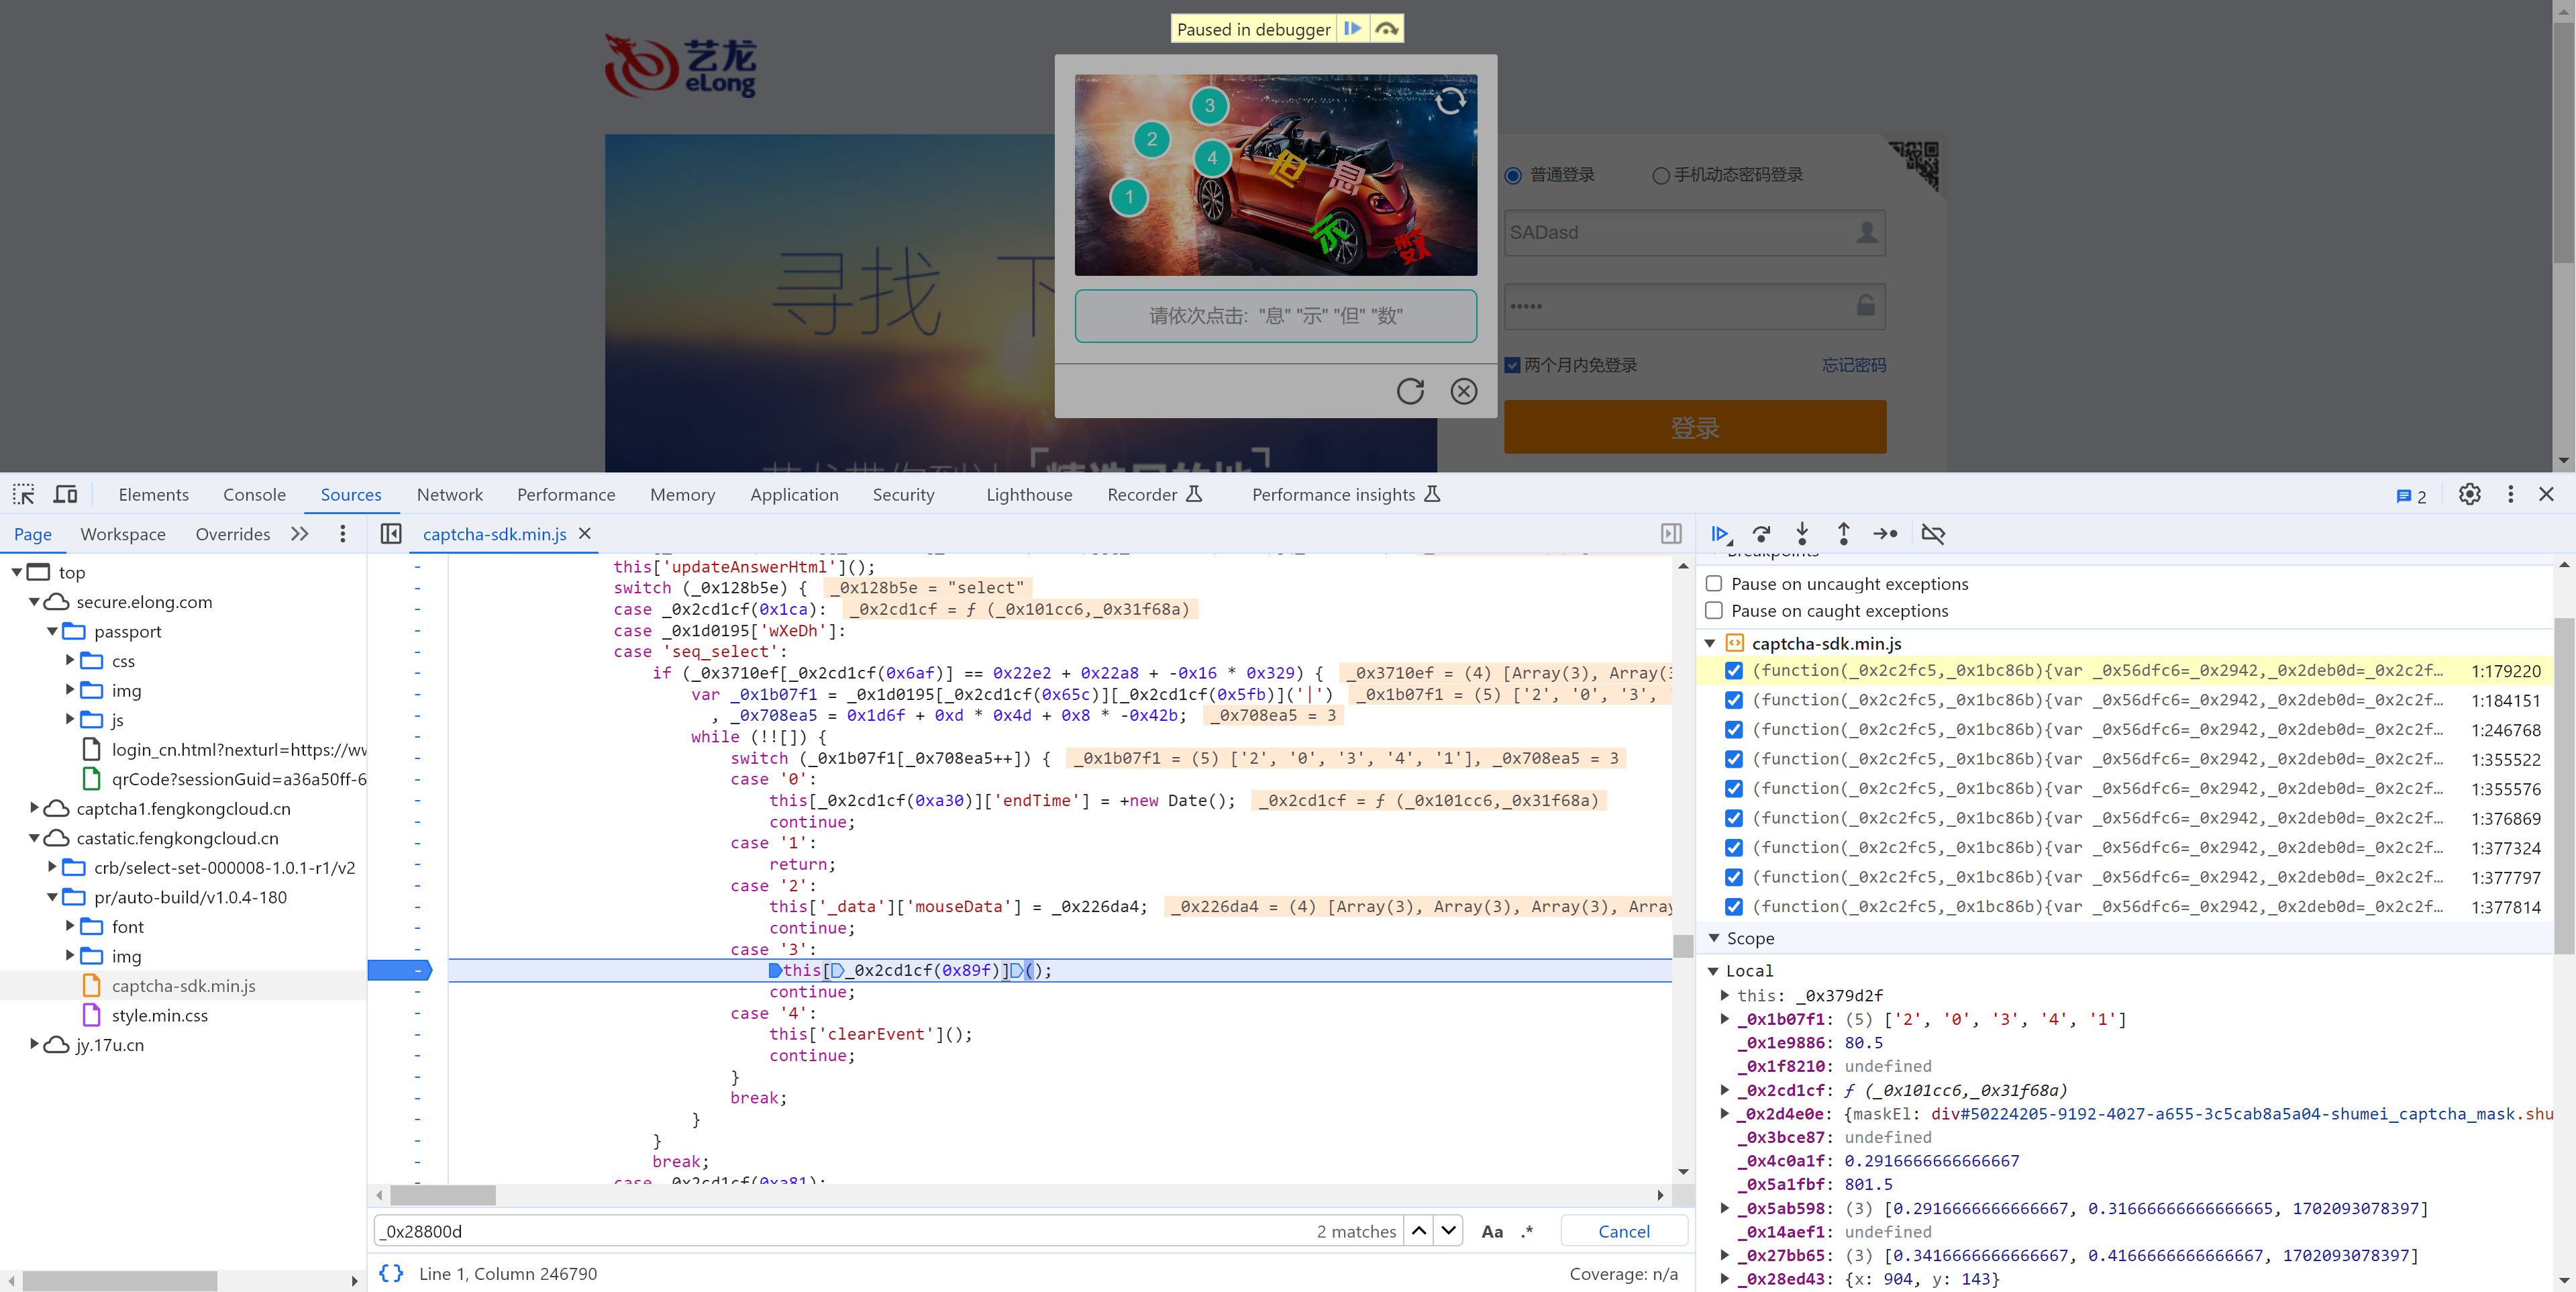 Paused in debugger
艺龙
eLong
3
2
4
1
但
息
示
数
请依次点击: "息" "示" "但" "数"
寻找 下
普通登录 手机动态密码登录
SADasd
•••••
两个月内免登录 忘记密码
登录
Elements Console Sources Network Performance Memory Application Security Lighthouse Recorder Performance insights 2
Page Workspace Overrides
captcha-sdk.min.js
top
secure.elong.com
passport
css
img
js
login_cn.html?nexturl=https://ww
qrCode?sessionGuid=a36a50ff-6
captcha1.fengkongcloud.cn
castatic.fengkongcloud.cn
crb/select-set-000008-1.0.1-r1/v2
pr/auto-build/v1.0.4-180
font
img
captcha-sdk.min.js
style.min.css
jy.17u.cn
this['updateAnswerHtml']();
switch (_0x128b5e) { _0x128b5e = "select"
case _0x2cd1cf(0x1ca): _0x2cd1cf = ƒ (_0x101cc6,_0x31f68a)
case _0x1d0195['wXeDh']:
case 'seq_select':
if (_0x3710ef[_0x2cd1cf(0x6af)] == 0x22e2 + 0x22a8 + -0x16 * 0x329) { _0x3710ef = (4) [Array(3), Array(3
var _0x1b07f1 = _0x1d0195[_0x2cd1cf(0x65c)][_0x2cd1cf(0x5fb)]('|') _0x1b07f1 = (5) ['2', '0', '3', '
, _0x708ea5 = 0x1d6f + 0xd * 0x4d + 0x8 * -0x42b; _0x708ea5 = 3
while (!![]) {
switch (_0x1b07f1[_0x708ea5++]) { _0x1b07f1 = (5) ['2', '0', '3', '4', '1'], _0x708ea5 = 3
case '0':
this[_0x2cd1cf(0xa30)]['endTime'] = +new Date(); _0x2cd1cf = ƒ (_0x101cc6,_0x31f68a)
continue;
case '1':
return;
case '2':
this['_data']['mouseData'] = _0x226da4; _0x226da4 = (4) [Array(3), Array(3), Array(3), Array
continue;
case '3':
this[_0x2cd1cf(0x89f)]();
continue;
case '4':
this['clearEvent']();
continue;
}
break;
}
}
break;
case _0x2cd1cf(0xa81):
_0x28800d 2 matches Aa .* Cancel
{} Line 1, Column 246790 Coverage: n/a
Breakpoints
Pause on uncaught exceptions
Pause on caught exceptions
captcha-sdk.min.js
(function(_0x2c2fc5,_0x1bc86b){var _0x56dfc6=_0x2942,_0x2deb0d=_0x2c2f… 1:179220
(function(_0x2c2fc5,_0x1bc86b){var _0x56dfc6=_0x2942,_0x2deb0d=_0x2c2f… 1:184151
(function(_0x2c2fc5,_0x1bc86b){var _0x56dfc6=_0x2942,_0x2deb0d=_0x2c2f… 1:246768
(function(_0x2c2fc5,_0x1bc86b){var _0x56dfc6=_0x2942,_0x2deb0d=_0x2c2f… 1:355522
(function(_0x2c2fc5,_0x1bc86b){var _0x56dfc6=_0x2942,_0x2deb0d=_0x2c2f… 1:355576
(function(_0x2c2fc5,_0x1bc86b){var _0x56dfc6=_0x2942,_0x2deb0d=_0x2c2f… 1:376869
(function(_0x2c2fc5,_0x1bc86b){var _0x56dfc6=_0x2942,_0x2deb0d=_0x2c2f… 1:377324
(function(_0x2c2fc5,_0x1bc86b){var _0x56dfc6=_0x2942,_0x2deb0d=_0x2c2f… 1:377797
(function(_0x2c2fc5,_0x1bc86b){var _0x56dfc6=_0x2942,_0x2deb0d=_0x2c2f… 1:377814
Scope
Local
this: _0x379d2f
_0x1b07f1: (5) ['2', '0', '3', '4', '1']
_0x1e9886: 80.5
_0x1f8210: undefined
_0x2cd1cf: ƒ (_0x101cc6,_0x31f68a)
_0x2d4e0e: {maskEl: div#50224205-9192-4027-a655-3c5cab8a5a04-shumei_captcha_mask.shu
_0x3bce87: undefined
_0x4c0a1f: 0.2916666666666667
_0x5a1fbf: 801.5
_0x5ab598: (3) [0.2916666666666667, 0.31666666666666665, 1702093078397]
_0x14aef1: undefined
_0x27bb65: (3) [0.3416666666666667, 0.4166666666666667, 1702093078397]
_0x28ed43: {x: 904, y: 143}